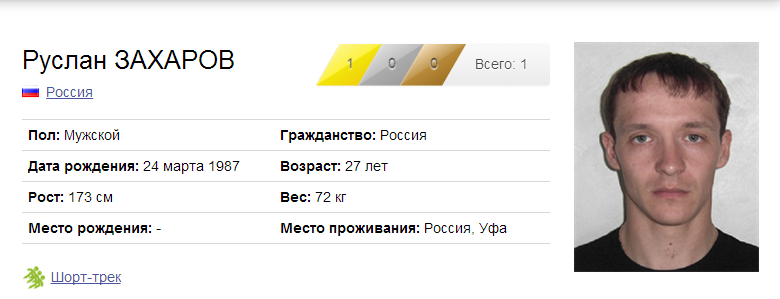 Руслан ЗАХАРОВ
1 0 0 Всего: 1
Россия
Пол: Мужской Гражданство: Россия
Дата рождения: 24 марта 1987 Возраст: 27 лет
Рост: 173 см Вес: 72 кг
Место рождения: - Место проживания: Россия, Уфа
Шорт-трек